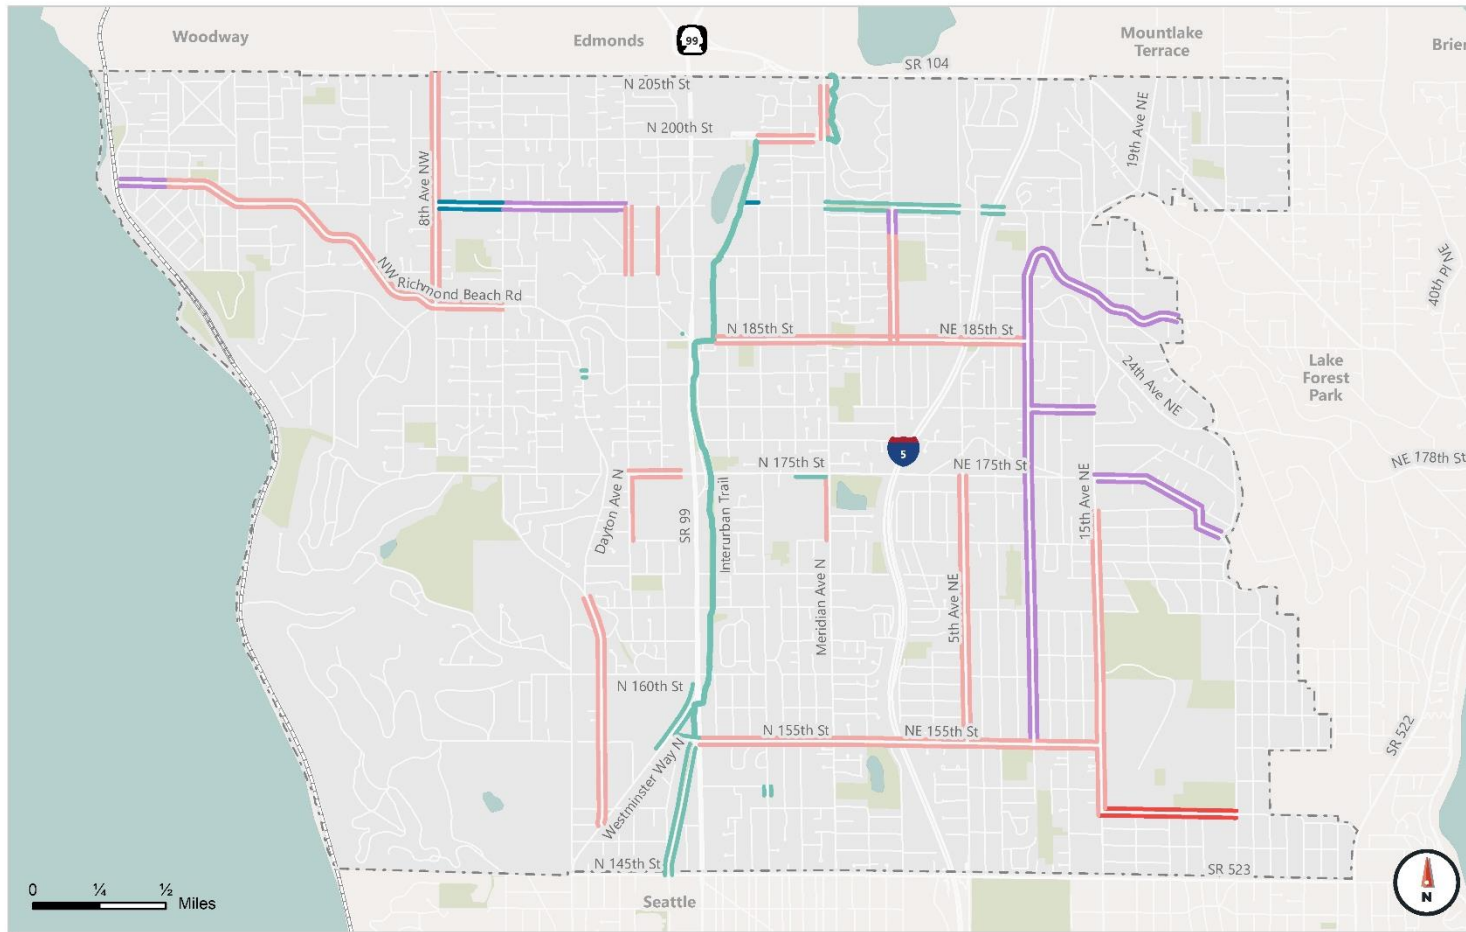 Woodway
Edmonds
99
Mountlake
Terrace
Brier
SR 104
N 205th St
N 200th St
19th Ave NE
8th Ave NW
NW Richmond Beach Rd
40th Pl NE
N 185th St
NE 185th St
Lake
Forest
Park
24th Ave NE
5
N 175th St
NE 175th St
NE 178th St
Dayton Ave N
SR 99
Interurban Trail
Meridian Ave N
5th Ave NE
15th Ave NE
N 160th St
N 155th St
NE 155th St
SR 522
Westminster Way N
N 145th St
SR 523
Seattle
0 ¼ ½
Miles
N